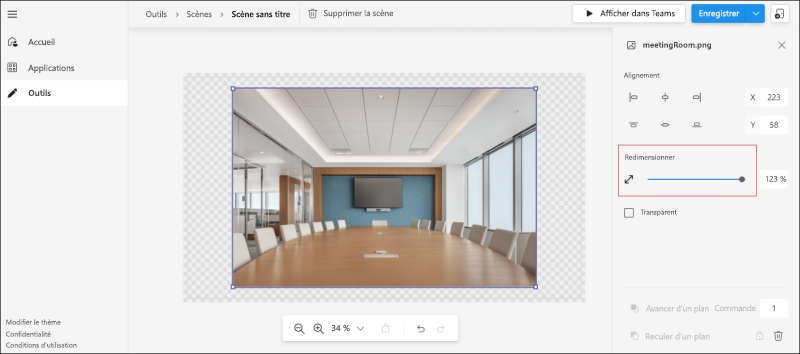 Outils > Scènes > Scène sans titre
Supprimer la scène
Afficher dans Teams
Enregistrer
Accueil
Applications
Outils
meetingRoom.png
Alignement
X 223
Y 58
Redimensionner
123 %
Transparent
34 %
Avancer d'un plan Commande 1
Reculer d'un plan
Modifier le thème
Confidentialité
Conditions d'utilisation